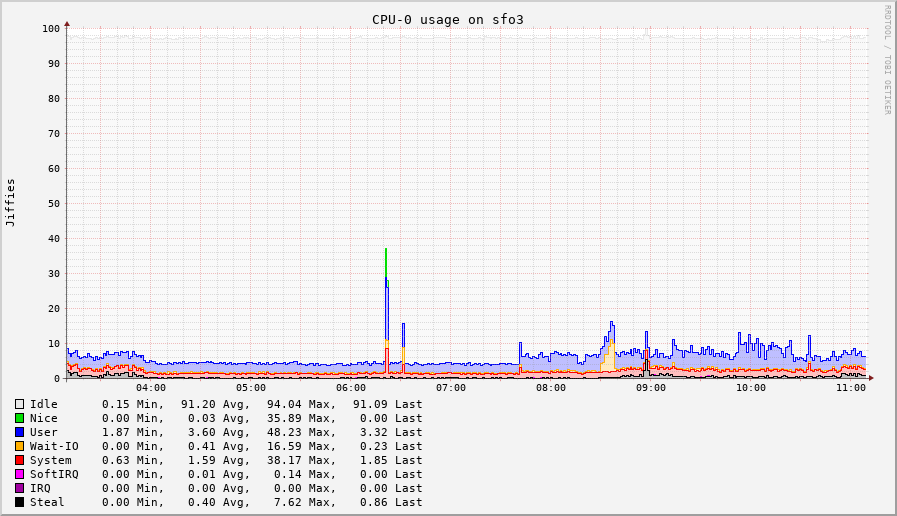 CPU-0 usage on sfo3
RRDTOOL / TOBI OETIKER
Jiffies
100
90
80
70
60
50
40
30
20
10
0
04:00 05:00 06:00 07:00 08:00 09:00 10:00 11:00
Idle 0.15 Min, 91.20 Avg, 94.04 Max, 91.09 Last
Nice 0.00 Min, 0.03 Avg, 35.89 Max, 0.00 Last
User 1.87 Min, 3.60 Avg, 48.23 Max, 3.32 Last
Wait-IO 0.00 Min, 0.41 Avg, 16.59 Max, 0.23 Last
System 0.63 Min, 1.59 Avg, 38.17 Max, 1.85 Last
SoftIRQ 0.00 Min, 0.01 Avg, 0.14 Max, 0.00 Last
IRQ 0.00 Min, 0.00 Avg, 0.00 Max, 0.00 Last
Steal 0.00 Min, 0.40 Avg, 7.62 Max, 0.86 Last